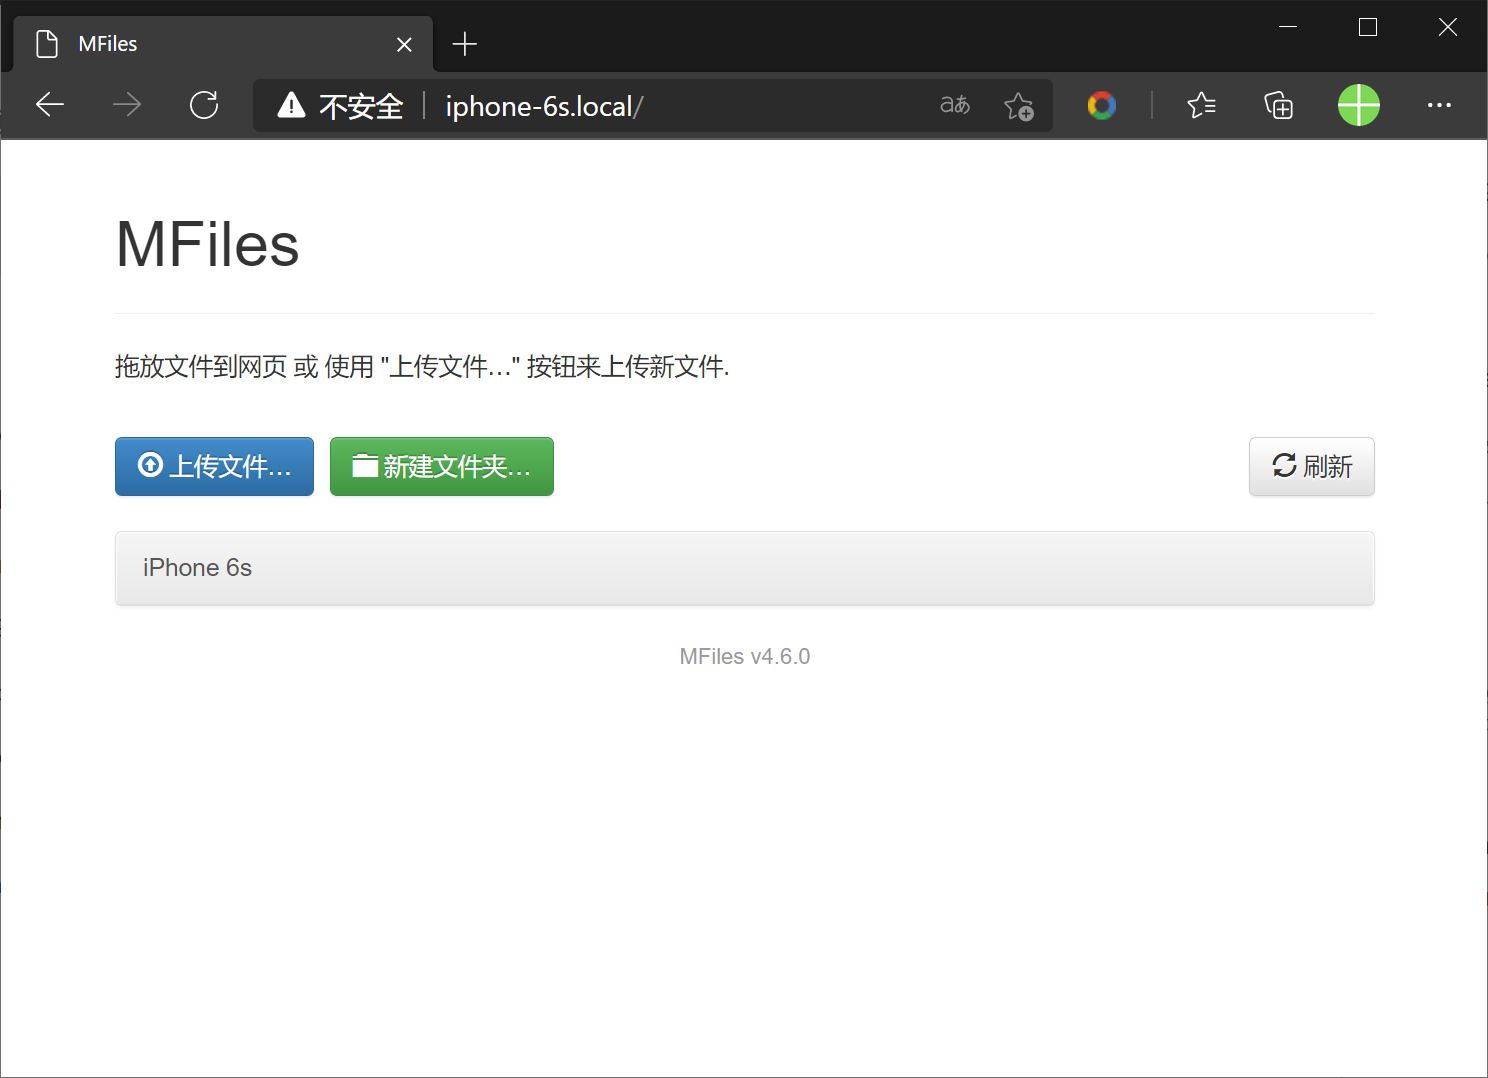 MFiles
不安全 iphone-6s.local/
aあ
MFiles
拖放文件到网页 或 使用 "上传文件…" 按钮来上传新文件.
上传文件… 新建文件夹… 刷新
iPhone 6s
MFiles v4.6.0